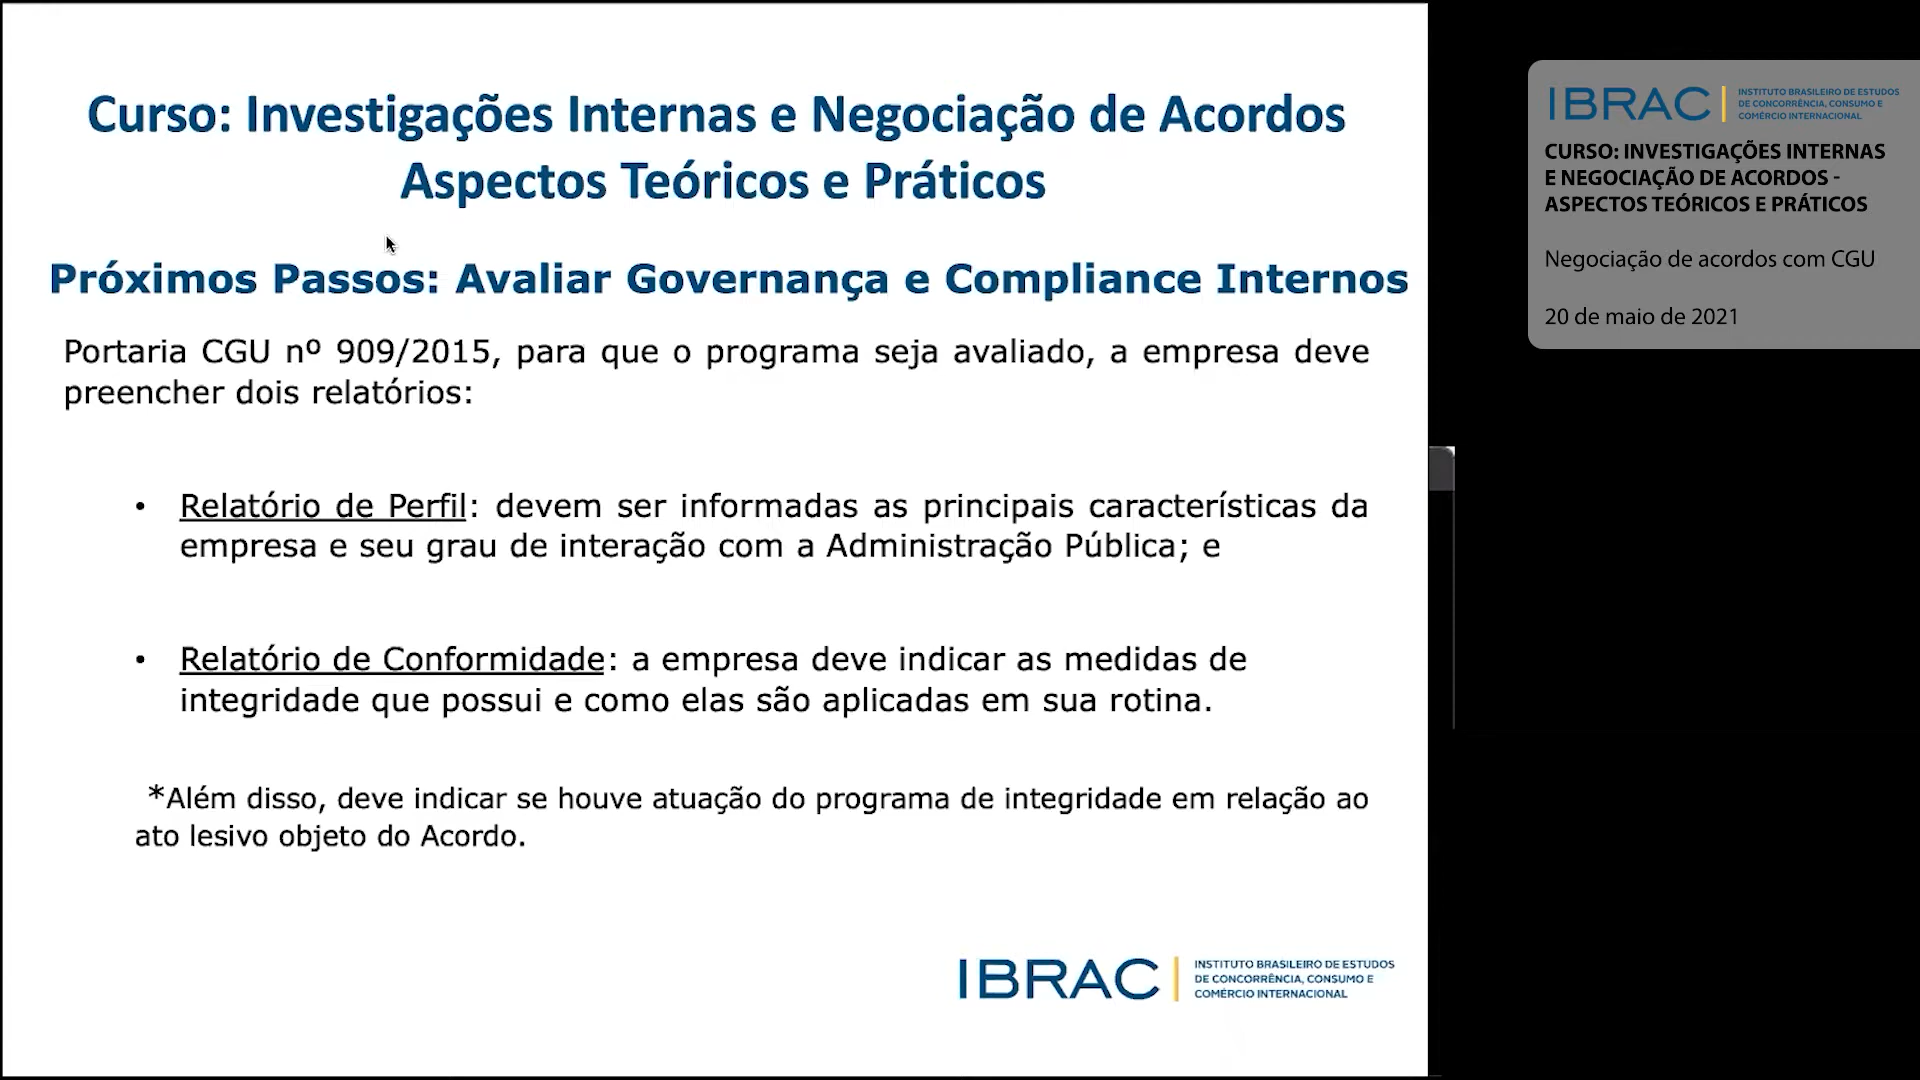 Curso: Investigações Internas e Negociação de Acordos
Aspectos Teóricos e Práticos
Próximos Passos: Avaliar Governança e Compliance Internos
Portaria CGU nº 909/2015, para que o programa seja avaliado, a empresa deve
preencher dois relatórios:
• Relatório de Perfil: devem ser informadas as principais características da
empresa e seu grau de interação com a Administração Pública; e
• Relatório de Conformidade: a empresa deve indicar as medidas de
integridade que possui e como elas são aplicadas em sua rotina.
*Além disso, deve indicar se houve atuação do programa de integridade em relação ao
ato lesivo objeto do Acordo.
IBRAC
INSTITUTO BRASILEIRO DE ESTUDOS
DE CONCORRÊNCIA, CONSUMO E
COMÉRCIO INTERNACIONAL
IBRAC
INSTITUTO BRASILEIRO DE ESTUDOS
DE CONCORRÊNCIA, CONSUMO E
COMÉRCIO INTERNACIONAL
CURSO: INVESTIGAÇÕES INTERNAS
E NEGOCIAÇÃO DE ACORDOS -
ASPECTOS TEÓRICOS E PRÁTICOS
Negociação de acordos com CGU
20 de maio de 2021